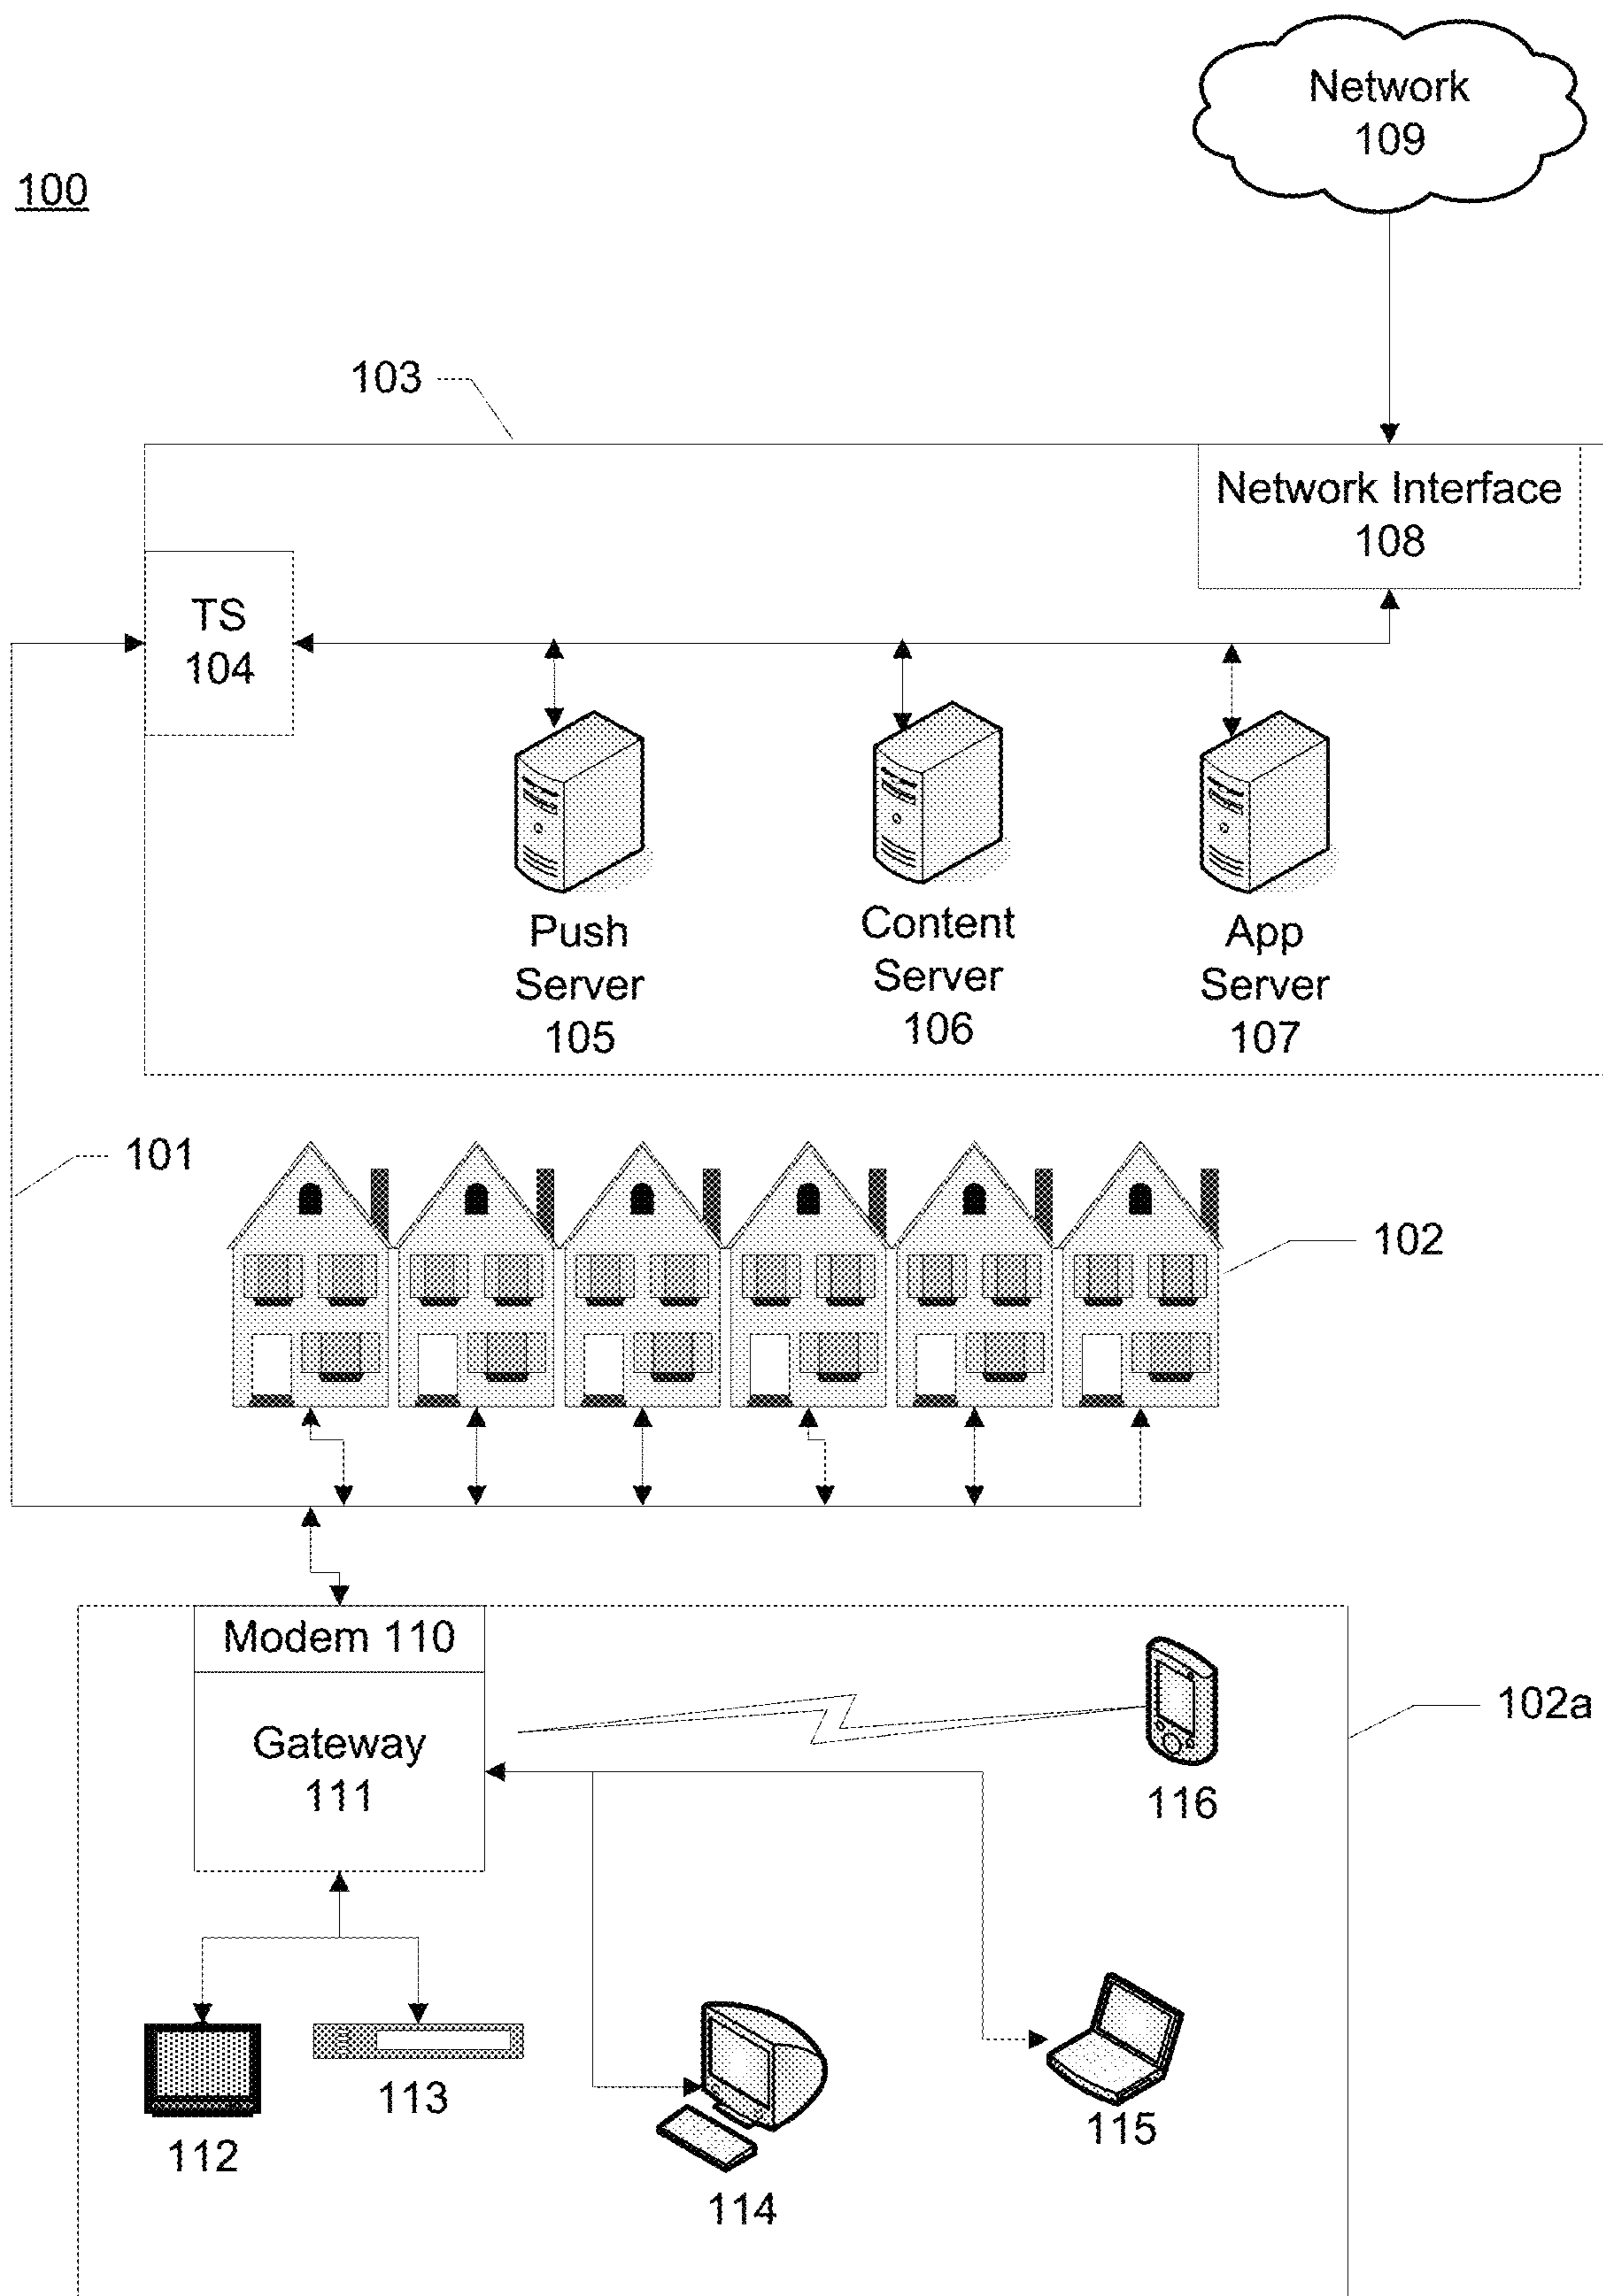 Network
109
100
103
Network Interface
108
TS
104
Push
Server
105
Content
Server
106
App
Server
107
101
102
Modem 110
102a
Gateway
111
116
113
112
115
114